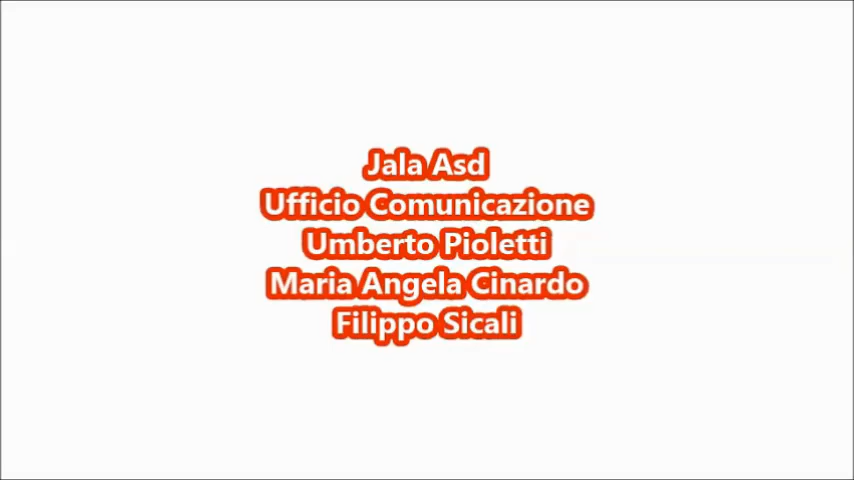 Jala Asd
Ufficio Comunicazione
Umberto Pioletti
Maria Angela Cinardo
Filippo Sicali